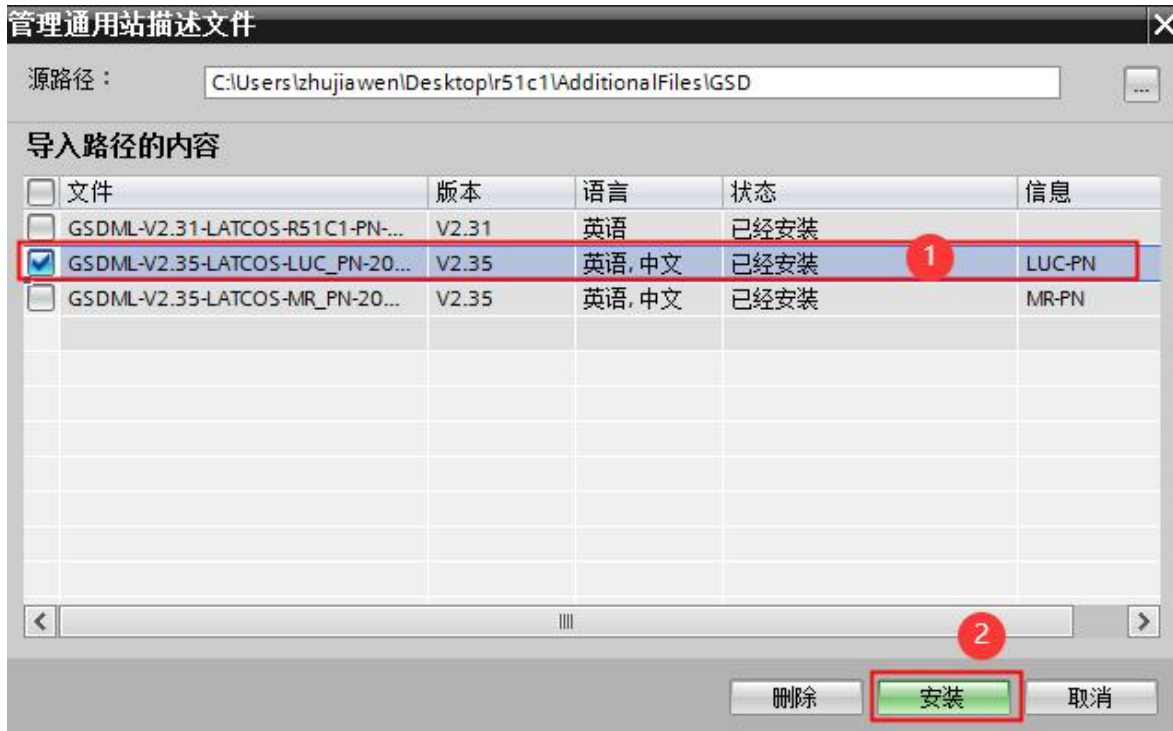 管理通用站描述文件
源路径： C:\Users\zhujiawen\Desktop\r51c1\AdditionalFiles\GSD ...
导入路径的内容
文件 版本 语言 状态 信息
GSDML-V2.31-LATCOS-R51C1-PN-... V2.31 英语 已经安装
GSDML-V2.35-LATCOS-LUC_PN-20... V2.35 英语, 中文 已经安装 1 LUC-PN
GSDML-V2.35-LATCOS-MR_PN-20... V2.35 英语, 中文 已经安装 MR-PN
2
删除 安装 取消